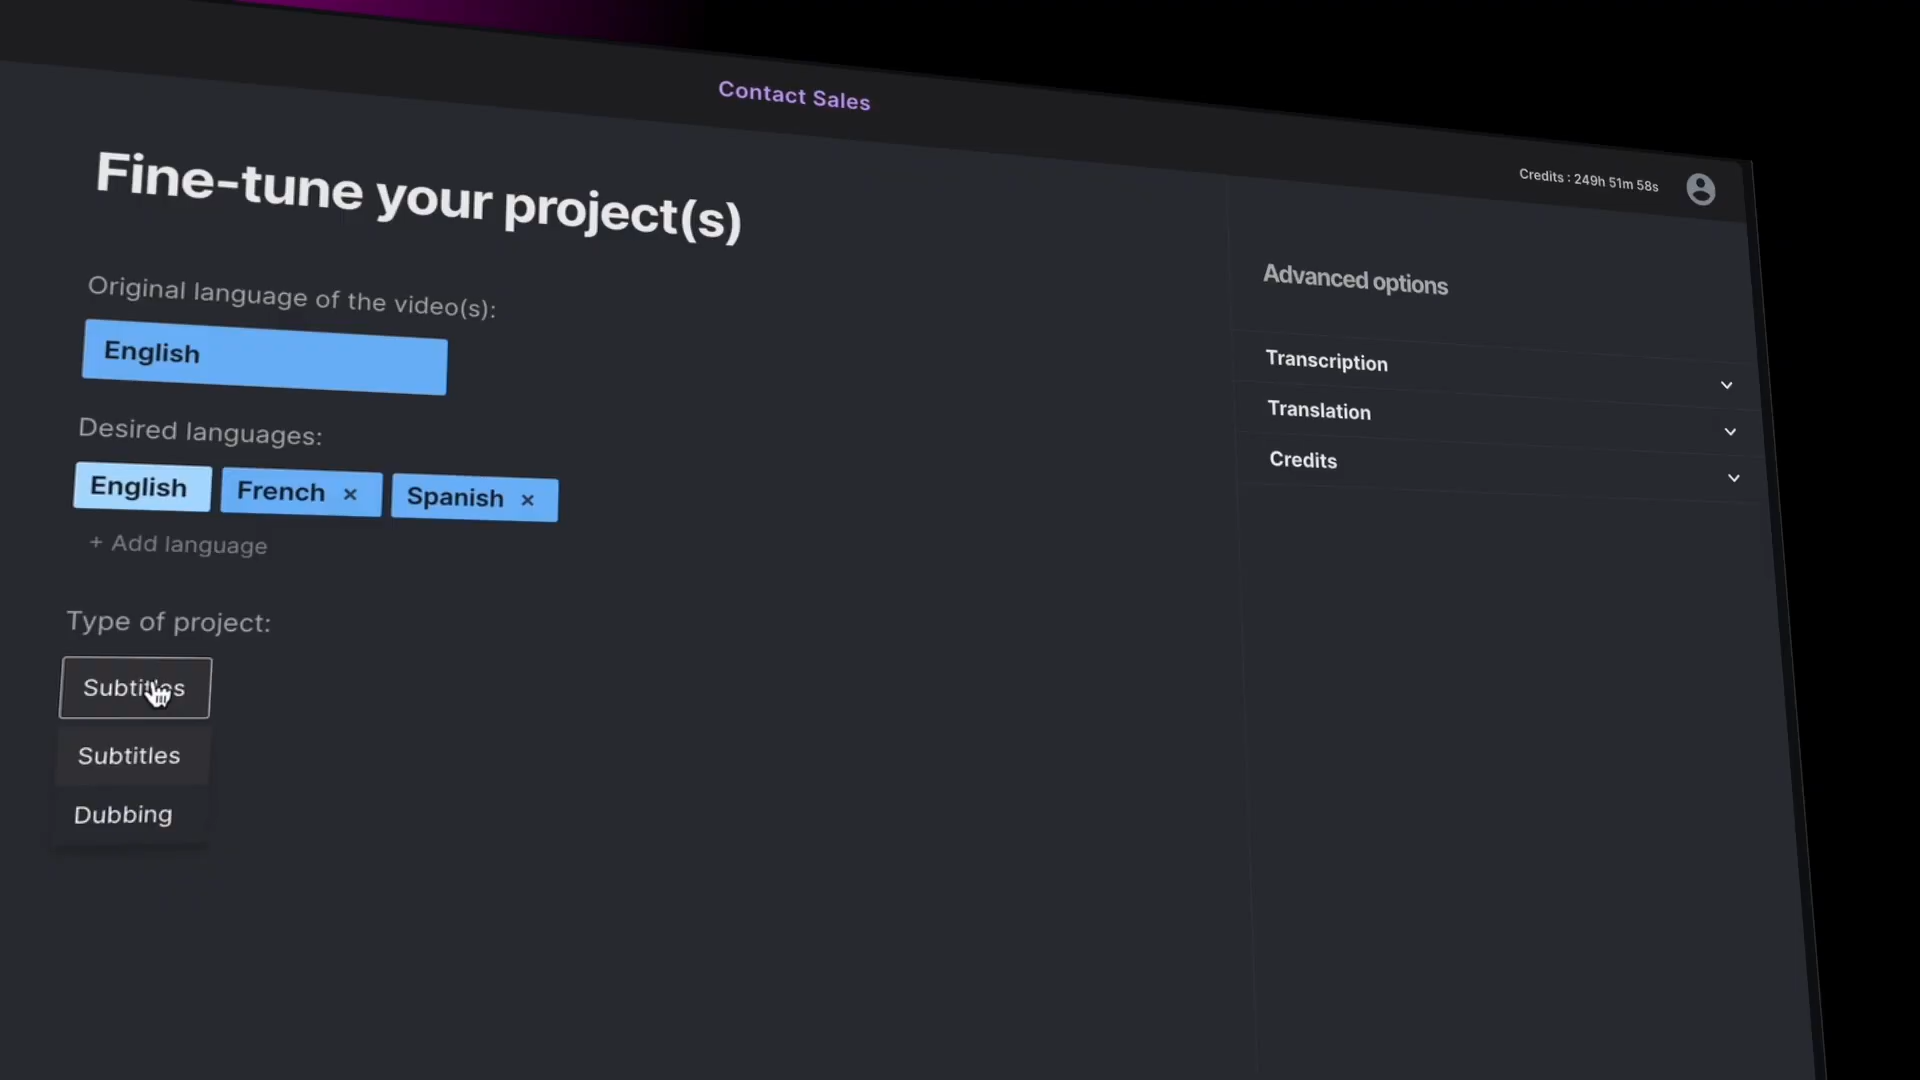 Contact Sales
Credits : 249h 51m 58s
Fine-tune your project(s)
Original language of the video(s):
English
Desired languages:
English French × Spanish ×
+ Add language
Type of project:
Subtitles
Subtitles
Dubbing
Advanced options
Transcription
Translation
Credits